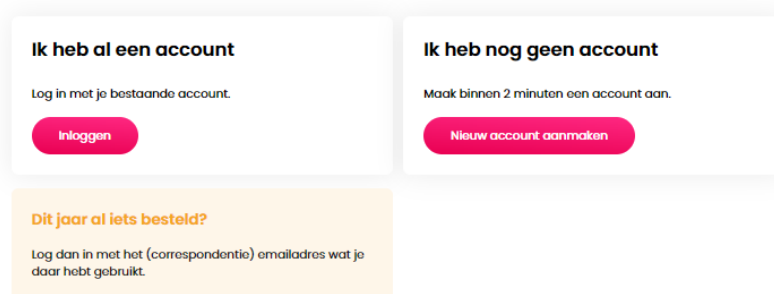 Ik heb al een account
Log in met je bestaande account.
Inloggen
Ik heb nog geen account
Maak binnen 2 minuten een account aan.
Nieuw account aanmaken
Dit jaar al iets besteld?
Log dan in met het (correspondentie) emailadres wat je
daar hebt gebruikt.